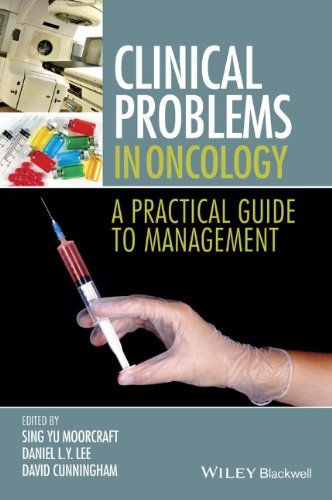 CLINICAL
PROBLEMS
IN ONCOLOGY
A PRACTICAL GUIDE
TO MANAGEMENT
EDITED BY
SING YU MOORCRAFT
DANIEL L.Y. LEE
DAVID CUNNINGHAM
WILEY Blackwell